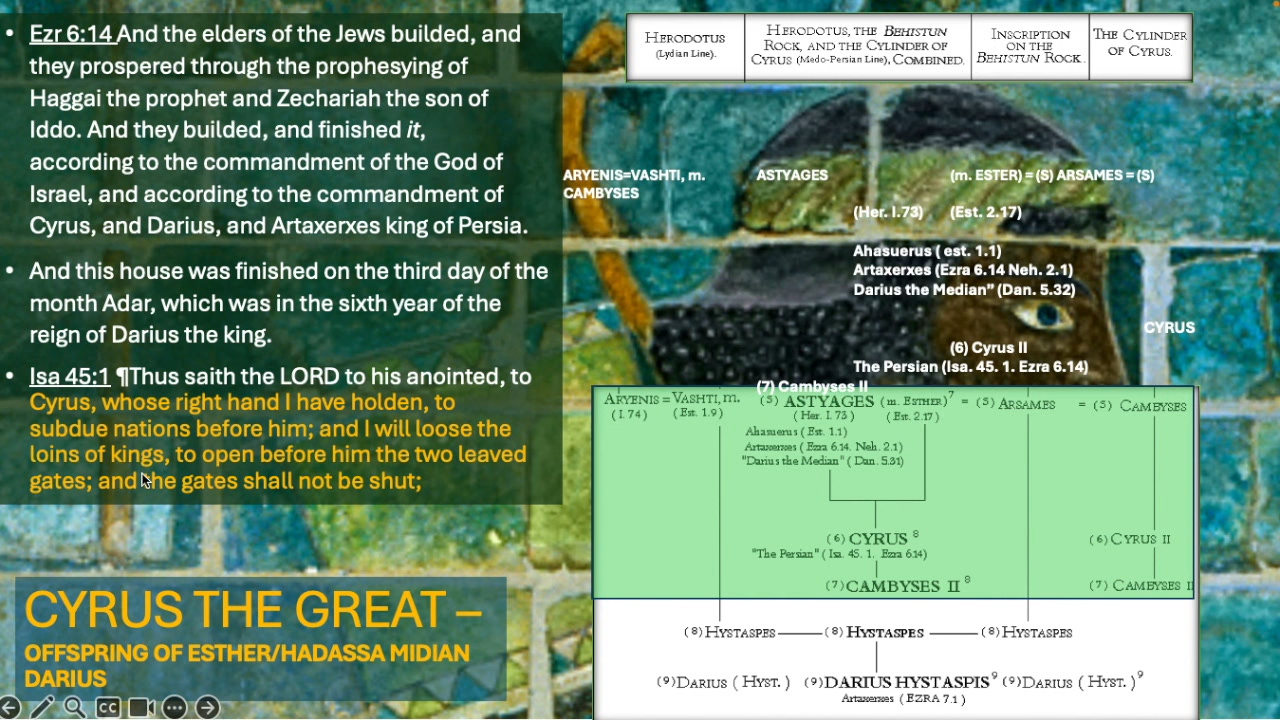 • Ezr 6:14 And the elders of the Jews builded, and
they prospered through the prophesying of
Haggai the prophet and Zechariah the son of
Iddo. And they builded, and finished it,
according to the commandment of the God of
Israel, and according to the commandment of
Cyrus, and Darius, and Artaxerxes king of Persia.
• And this house was finished on the third day of the
month Adar, which was in the sixth year of the
reign of Darius the king.
• Isa 45:1 ¶Thus saith the LORD to his anointed, to
Cyrus, whose right hand I have holden, to
subdue nations before him; and I will loose the
loins of kings, to open before him the two leaved
gates; and the gates shall not be shut;
CYRUS THE GREAT –
OFFSPRING OF ESTHER/HADASSA MIDIAN
DARIUS
CC
HERODOTUS
(Lydian Line).
HERODOTUS, THE BEHISTUN
ROCK, AND THE CYLINDER OF
CYRUS (Medo-Persian Line), COMBINED.
INSCRIPTION
ON THE
BEHISTUN ROCK.
THE CYLINDER
OF CYRUS.
ARYENIS=VASHTI, m.
CAMBYSES
ASTYAGES
(m. ESTER) = (S) ARSAMES = (S)
(Her. I.73) (Est. 2.17)
Ahasuerus ( est. 1.1)
Artaxerxes (Ezra 6.14 Neh. 2.1)
Darius the Median" (Dan. 5.32)
CYRUS
(6) Cyrus II
The Persian (Isa. 45. 1. Ezra 6.14)
(7) Cambyses II
ARYENIS = VASHTI, m. (5) ASTYAGES (m. ESTHER)7 = (5) ARSAMES = (5) CAMBYSES
(I. 74) (Est. 1.9) (Her. I. 73) (Est. 2.17)
Ahasuerus ( Est. 1.1)
Artaxerxes ( Ezra 6.14. Neh. 2.1)
"Darius the Median" ( Dan. 5.31)
(6) CYRUS 8 (6) CYRUS II
"The Persian" ( Isa. 45. 1. Ezra 6.14)
(7) CAMBYSES II 8 (7) CAMBYSES II
(8) HYSTASPES (8) HYSTASPES (8) HYSTASPES
(9) DARIUS ( HYST. ) (9) DARIUS HYSTASPIS 9 (9) DARIUS ( HYST. ) 9
Artaxerxes ( EZRA 7.1 )